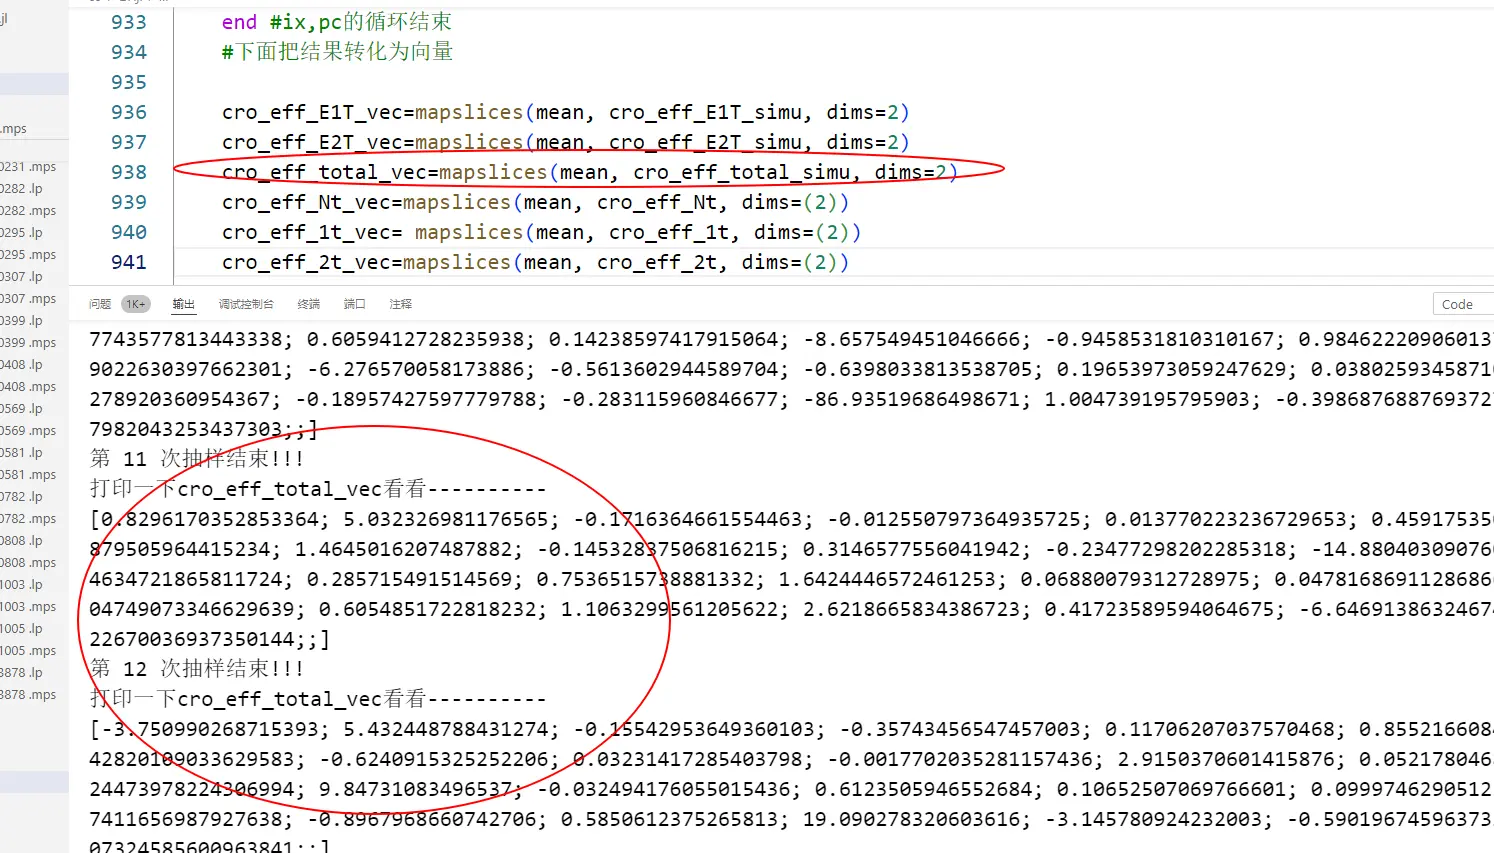 jl
933 end #ix,pc的循环结束
934 #下面把结果转化为向量
935
936 cro_eff_E1T_vec=mapslices(mean, cro_eff_E1T_simu, dims=2)
937 cro_eff_E2T_vec=mapslices(mean, cro_eff_E2T_simu, dims=2)
938 cro_eff_total_vec=mapslices(mean, cro_eff_total_simu, dims=2)
939 cro_eff_Nt_vec=mapslices(mean, cro_eff_Nt, dims=(2))
940 cro_eff_1t_vec= mapslices(mean, cro_eff_1t, dims=(2))
941 cro_eff_2t_vec=mapslices(mean, cro_eff_2t, dims=(2))
.mps
0231 .mps
0282 .lp
0282 .mps
0295 .lp
0295 .mps
0307 .lp
0307 .mps
0399 .lp
0399 .mps
0408 .lp
0408 .mps
0569 .lp
0569 .mps
0581 .lp
0581 .mps
0782 .lp
0782 .mps
0808 .lp
0808 .mps
1003 .lp
1003 .mps
1005 .lp
1005 .mps
3878 .lp
3878 .mps
问题 1K+ 输出 调试控制台 终端 端口 注释 Code
7743577813443338; 0.6059412728235938; 0.14238597417915064; -8.657549451046666; -0.9458531810310167; 0.984622209060137
9022630397662301; -6.276570058173886; -0.5613602944589704; -0.6398033813538705; 0.19653973059247629; 0.0380259345871
278920360954367; -0.18957427597779788; -0.283115960846677; -86.93519686498671; 1.004739195795903; -0.398687688769372
7982043253437303;;]
第 11 次抽样结束!!!
打印一下cro_eff_total_vec看看----------
[0.8296170352853364; 5.032326981176565; -0.1716364661554463; -0.012550797364935725; 0.013770223236729653; 0.459175350
879505964415234; 1.4645016207487882; -0.14532837506816215; 0.3146577556041942; -0.23477298202285318; -14.880403090760
4634721865811724; 0.285715491514569; 0.7536515738881332; 1.6424446572461253; 0.06880079312728975; 0.0478168691128686
04749073346629639; 0.6054851722818232; 1.1063299561205622; 2.6218665834386723; 0.41723589594064675; -6.64691386324674
22670036937350144;;]
第 12 次抽样结束!!!
打印一下cro_eff_total_vec看看----------
[-3.750990268715393; 5.432448788431274; -0.15542953649360103; -0.35743456547457003; 0.11706207037570468; 0.8552166084
42820109033629583; -0.6240915325252206; 0.03231417285403798; -0.0017702035281157436; 2.9150370601415876; 0.0521780468
24473978224306994; 9.84731083496537; -0.032494176055015436; 0.6123505946552684; 0.10652507069766601; 0.0999746290512
7411656987927638; -0.8967968660742706; 0.5850612375265813; 19.090278320603616; -3.145780924232003; -0.590196745963733
07324585600963841;;]